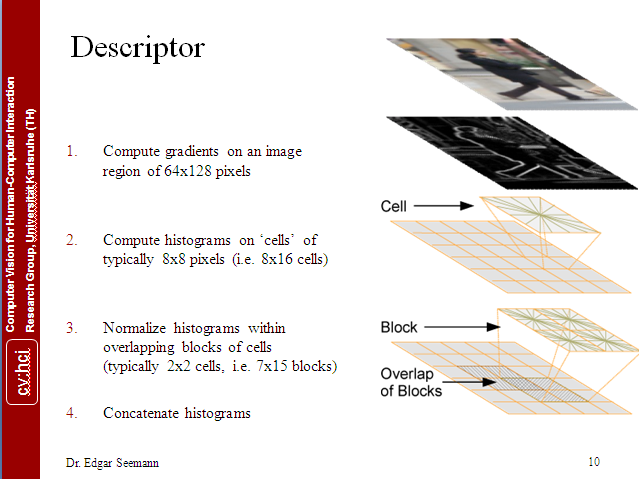 Descriptor
1. Compute gradients on an image
region of 64x128 pixels
2. Compute histograms on ‘cells’ of
typically 8x8 pixels (i.e. 8x16 cells)
3. Normalize histograms within
overlapping blocks of cells
(typically 2x2 cells, i.e. 7x15 blocks)
4. Concatenate histograms
Cell
Block
Overlap
of Blocks
Computer Vision for Human-Computer Interaction
Research Group, Universität Karlsruhe (TH)
cv:hci
Dr. Edgar Seemann
10